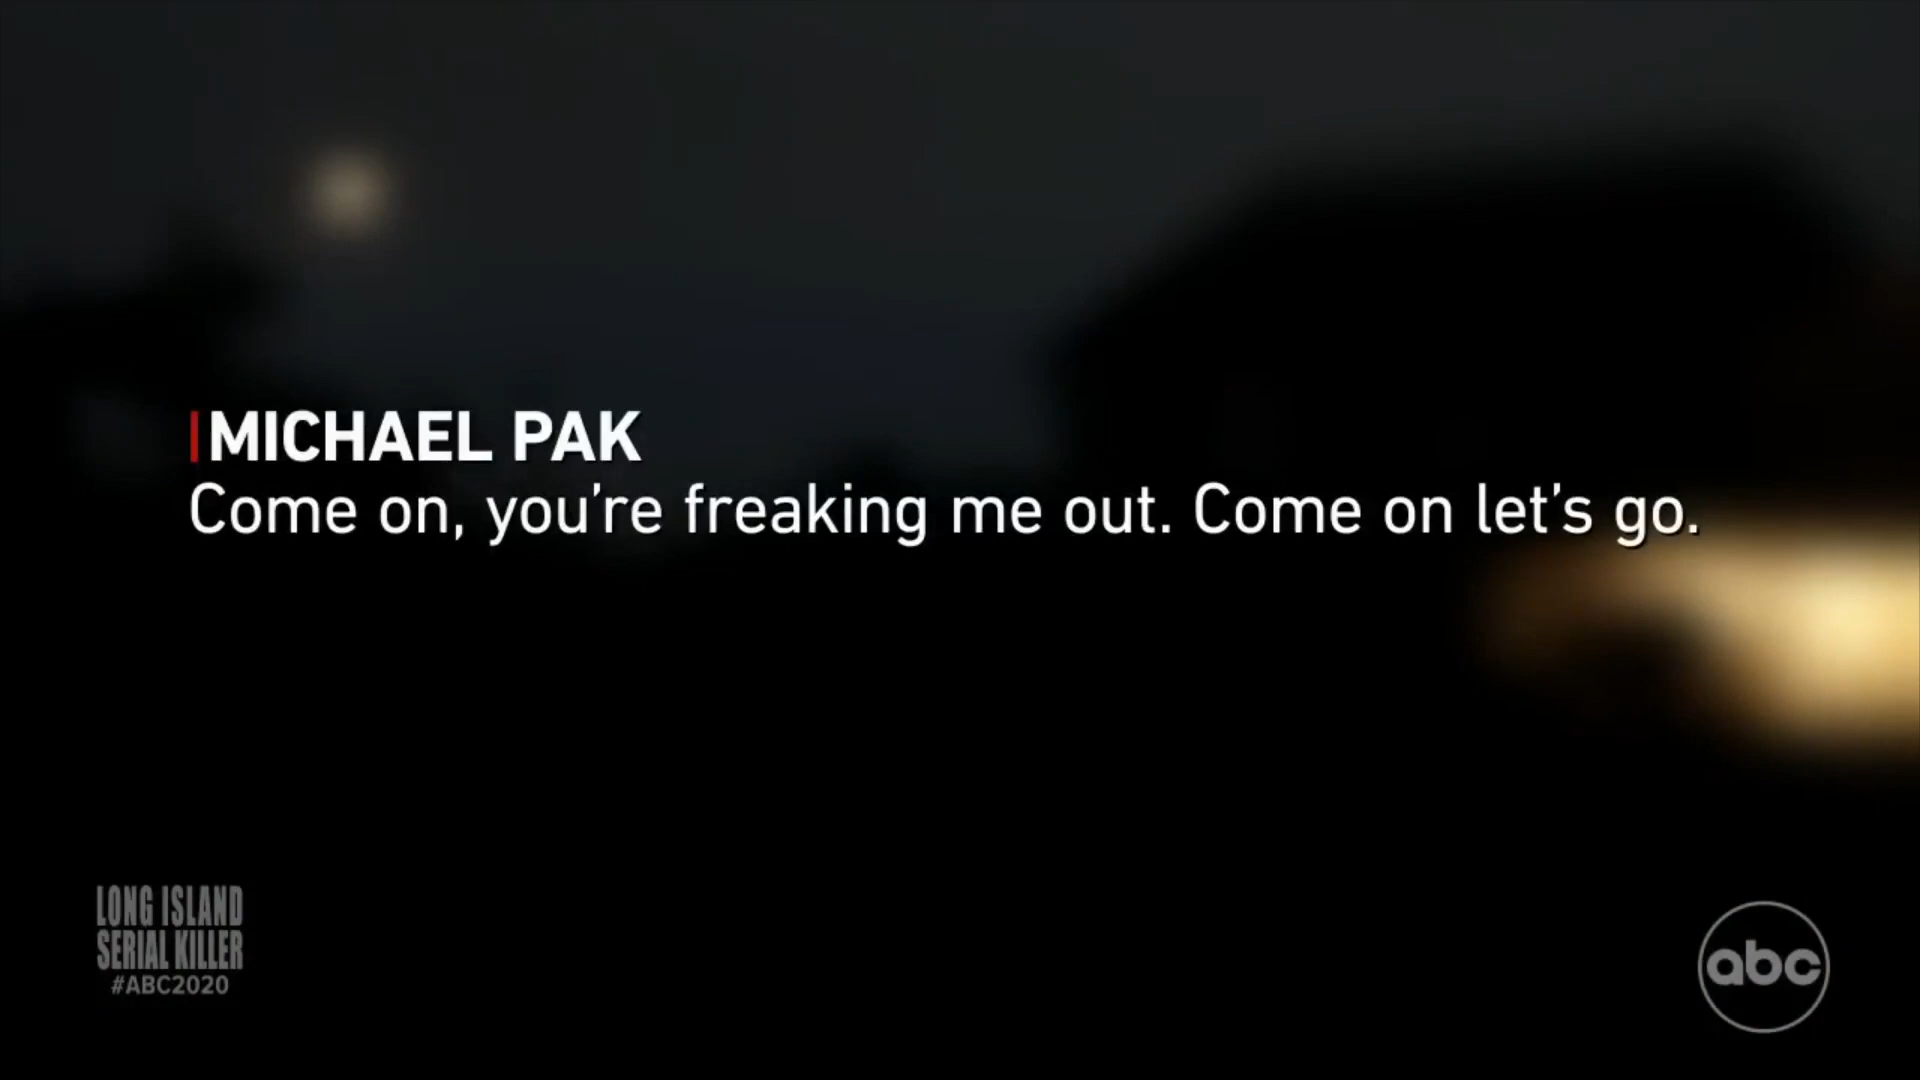 MICHAEL PAK
Come on, you’re freaking me out. Come on let’s go.
LONG ISLAND
SERIAL KILLER
#ABC2020
abc